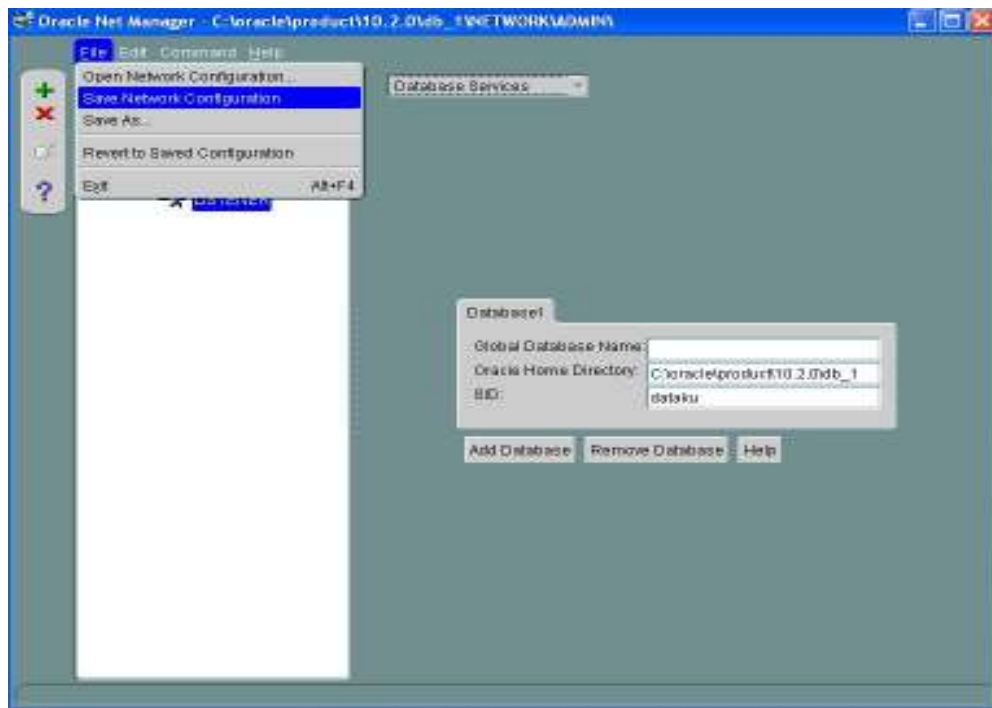 Oracle Net Manager - C:\oracle\product\10.2.0\db_1\NETWORK\ADMIN\
File Edit Command Help
Open Network Configuration...
Save Network Configuration
Save As...
Revert to Saved Configuration
Exit Alt+F4
LISTENER
Database Services
Database1
Global Database Name:
Oracle Home Directory: C:\oracle\product\10.2.0\db_1
SID: dataku
Add Database Remove Database Help